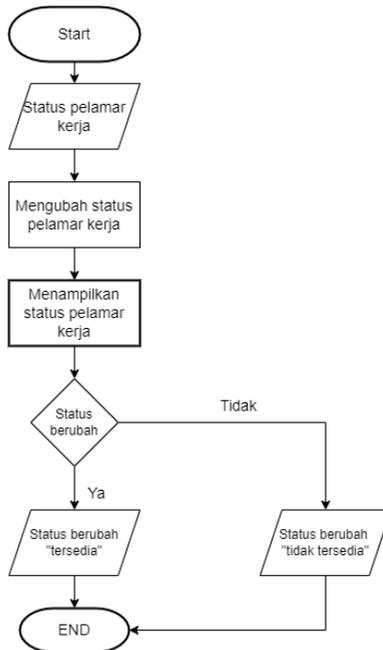 Start
Status pelamar
kerja
Mengubah status
pelamar kerja
Menampilkan
status pelamar
kerja
Status
berubah
Tidak
Ya
Status berubah
"tersedia"
Status berubah
"tidak tersedia"
END